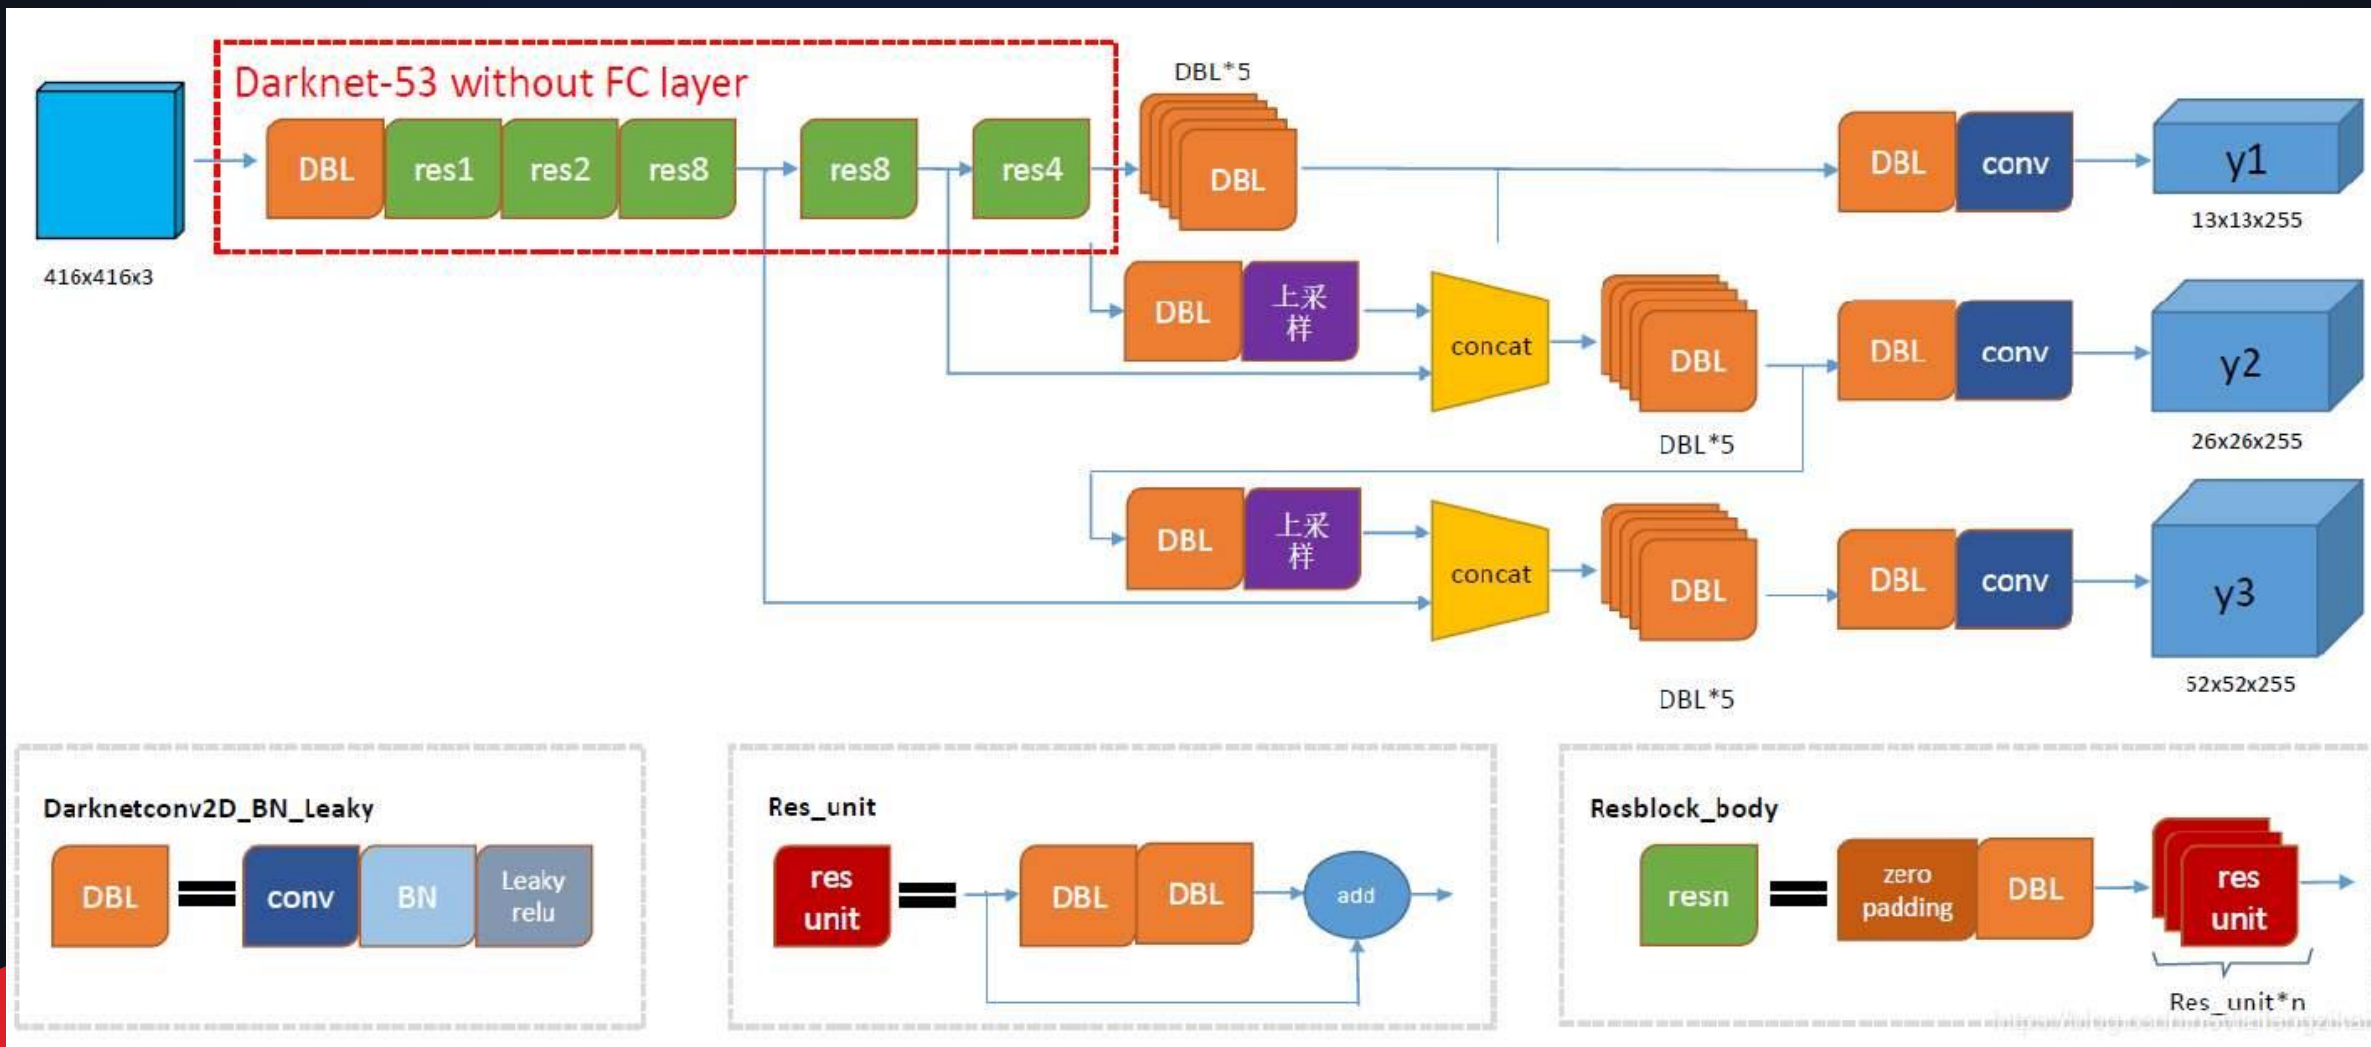 Darknet-53 without FC layer
DBL*5
DBL
res1
res2
res8
res8
res4
DBL
DBL
conv
y1
13x13x255
416x416x3
DBL
上采
样
concat
DBL
DBL
conv
y2
26x26x255
DBL*5
DBL
上采
样
concat
DBL
DBL
conv
y3
52x52x255
DBL*5
Darknetconv2D_BN_Leaky
DBL
conv
BN
Leaky
relu
Res_unit
res
unit
DBL
DBL
add
Resblock_body
resn
zero
padding
DBL
res
unit
Res_unit*n